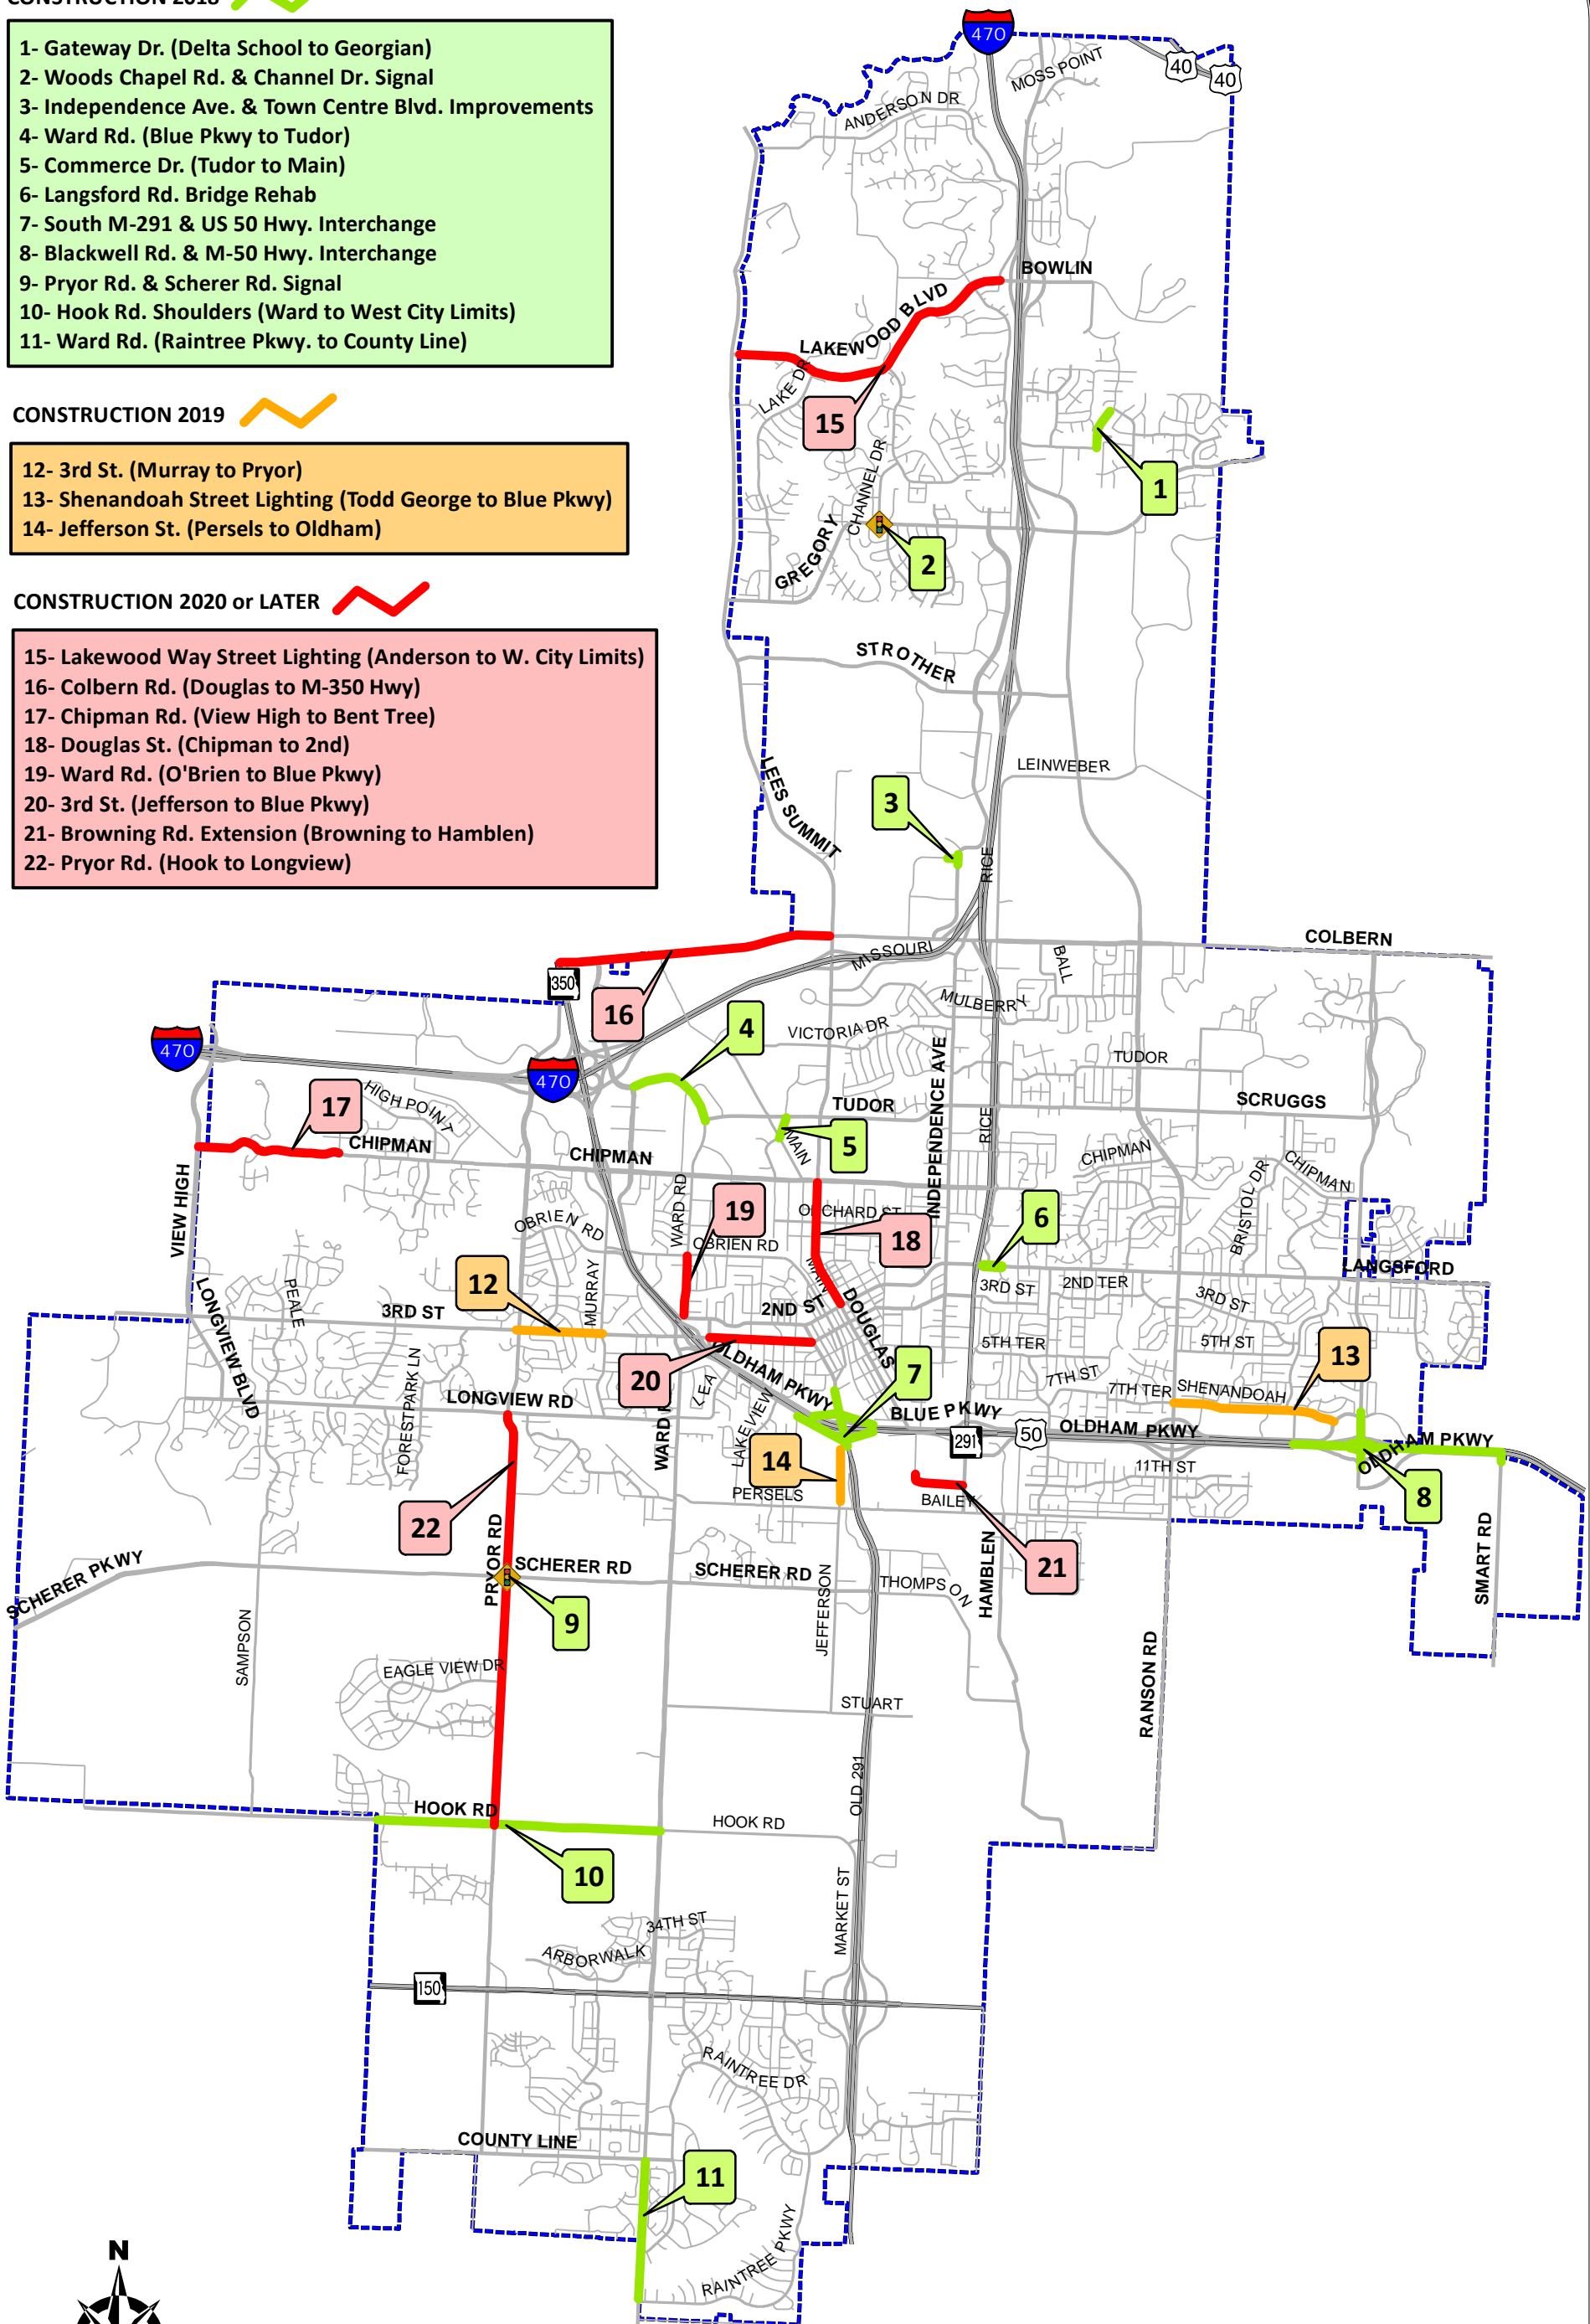 CONSTRUCTION 2018
1- Gateway Dr. (Delta School to Georgian)
2- Woods Chapel Rd. & Channel Dr. Signal
3- Independence Ave. & Town Centre Blvd. Improvements
4- Ward Rd. (Blue Pkwy to Tudor)
5- Commerce Dr. (Tudor to Main)
6- Langsford Rd. Bridge Rehab
7- South M-291 & US 50 Hwy. Interchange
8- Blackwell Rd. & M-50 Hwy. Interchange
9- Pryor Rd. & Scherer Rd. Signal
10- Hook Rd. Shoulders (Ward to West City Limits)
11- Ward Rd. (Raintree Pkwy. to County Line)
CONSTRUCTION 2019
12- 3rd St. (Murray to Pryor)
13- Shenandoah Street Lighting (Todd George to Blue Pkwy)
14- Jefferson St. (Persels to Oldham)
CONSTRUCTION 2020 or LATER
15- Lakewood Way Street Lighting (Anderson to W. City Limits)
16- Colbern Rd. (Douglas to M-350 Hwy)
17- Chipman Rd. (View High to Bent Tree)
18- Douglas St. (Chipman to 2nd)
19- Ward Rd. (O'Brien to Blue Pkwy)
20- 3rd St. (Jefferson to Blue Pkwy)
21- Browning Rd. Extension (Browning to Hamblen)
22- Pryor Rd. (Hook to Longview)
470
MOSS POINT
40
40
ANDERSON DR
BOWLIN
LAKEWOOD BLVD
LAKE DR
15
1
CHANNEL DR
GREGORY
2
STROTHER
LEINWEBER
LEES SUMMIT
3
RICE
COLBERN
MISSOURI
BALL
350
16
MULBERRY
4
VICTORIA DR
470
470
TUDOR
INDEPENDENCE AVE
17
HIGH POINT
TUDOR
SCRUGGS
RICE
5
MAIN
CHIPMAN
CHIPMAN
CHIPMAN
CHIPMAN
VIEW HIGH
WARD RD
19
ORCHARD ST
18
6
BRISTOL DR
OBRIEN RD
OBRIEN RD
MAIN
LANGSFORD
12
MURRAY
3RD ST
2ND TER
3RD ST
LONGVIEW BLVD
PEALE
3RD ST
2ND ST
DOUGLAS
5TH TER
5TH ST
13
20
OLDHAM PKWY
7
7TH ST
7TH TER
SHENANDOAH
LEA
LAKEVIEW
FORESTPARK LN
LONGVIEW RD
WARD
BLUE PKWY
291
50
OLDHAM PKWY
OLDHAM PKWY
14
11TH ST
8
PERSELS
BAILEY
22
21
SMART RD
PRYOR RD
SCHERER PKWY
SCHERER RD
SCHERER RD
THOMPSON
HAMBLEN
9
JEFFERSON
SAMPSON
EAGLE VIEW DR
RANSON RD
STUART
OLD 291
HOOK RD
HOOK RD
10
MARKET ST
34TH ST
ARBORWALK
150
RAINTREE DR
COUNTY LINE
11
RAINTREE PKWY
N